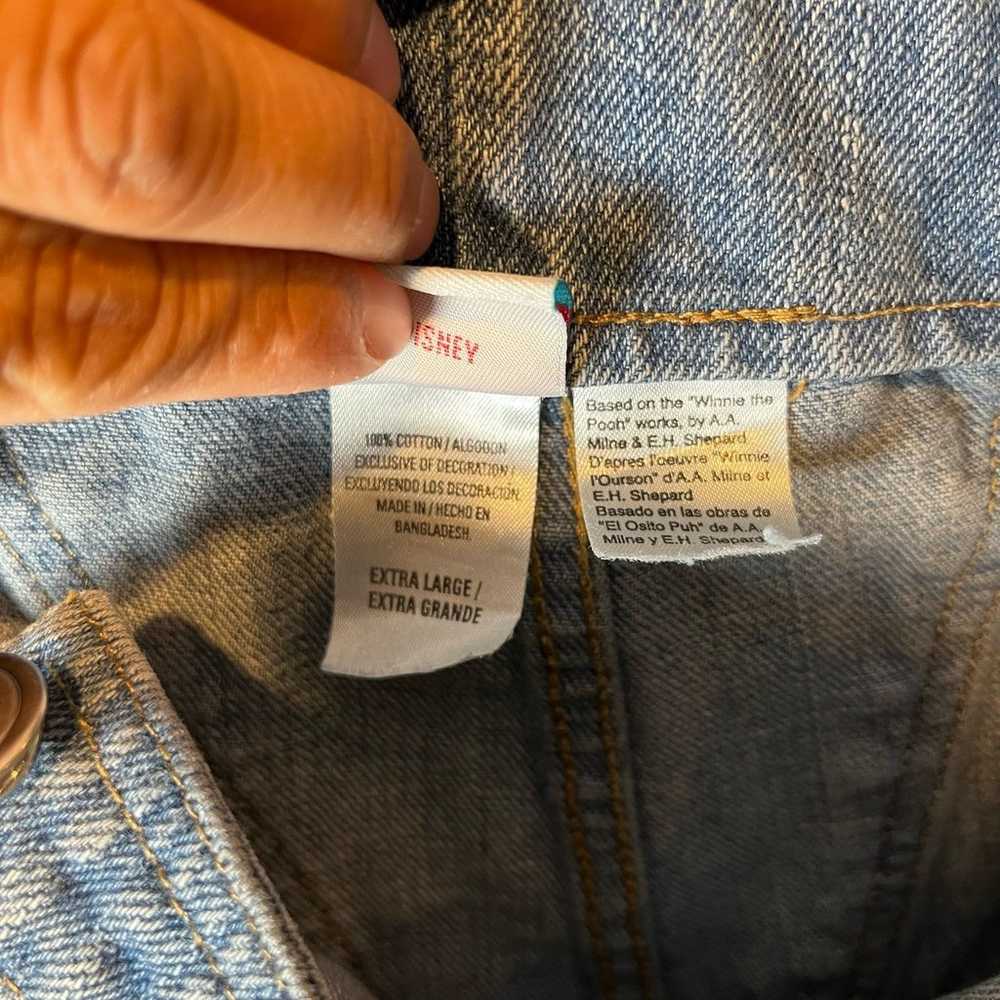 ISNEY
100% COTTON / ALGODON
EXCLUSIVE OF DECORATION /
EXCLUYENDO LOS DECORACIÓN.
MADE IN / HECHO EN
BANGLADESH.
EXTRA LARGE /
EXTRA GRANDE
Based on the "Winnie the
Pooh" works, by A.A.
Milne & E.H. Shepard
D'apres l'oeuvre "Winnie
l'Ourson" d'A.A. Milne et
E.H. Shepard
Basado en las obras de
"El Osito Puh" de A.A.
Milne y E.H. Shepard